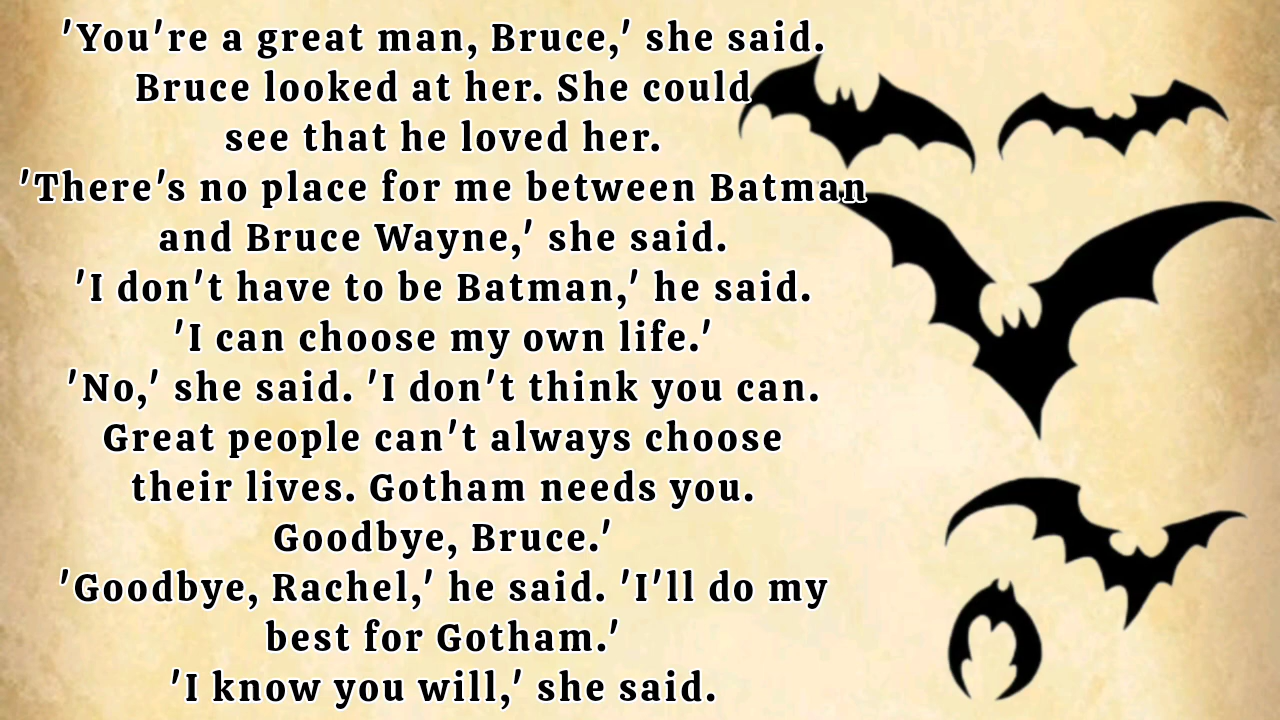 'You're a great man, Bruce,' she said.
Bruce looked at her. She could
see that he loved her.
'There's no place for me between Batman
and Bruce Wayne,' she said.
'I don't have to be Batman,' he said.
'I can choose my own life.'
'No,' she said. 'I don't think you can.
Great people can't always choose
their lives. Gotham needs you.
Goodbye, Bruce.'
'Goodbye, Rachel,' he said. 'I'll do my
best for Gotham.'
'I know you will,' she said.